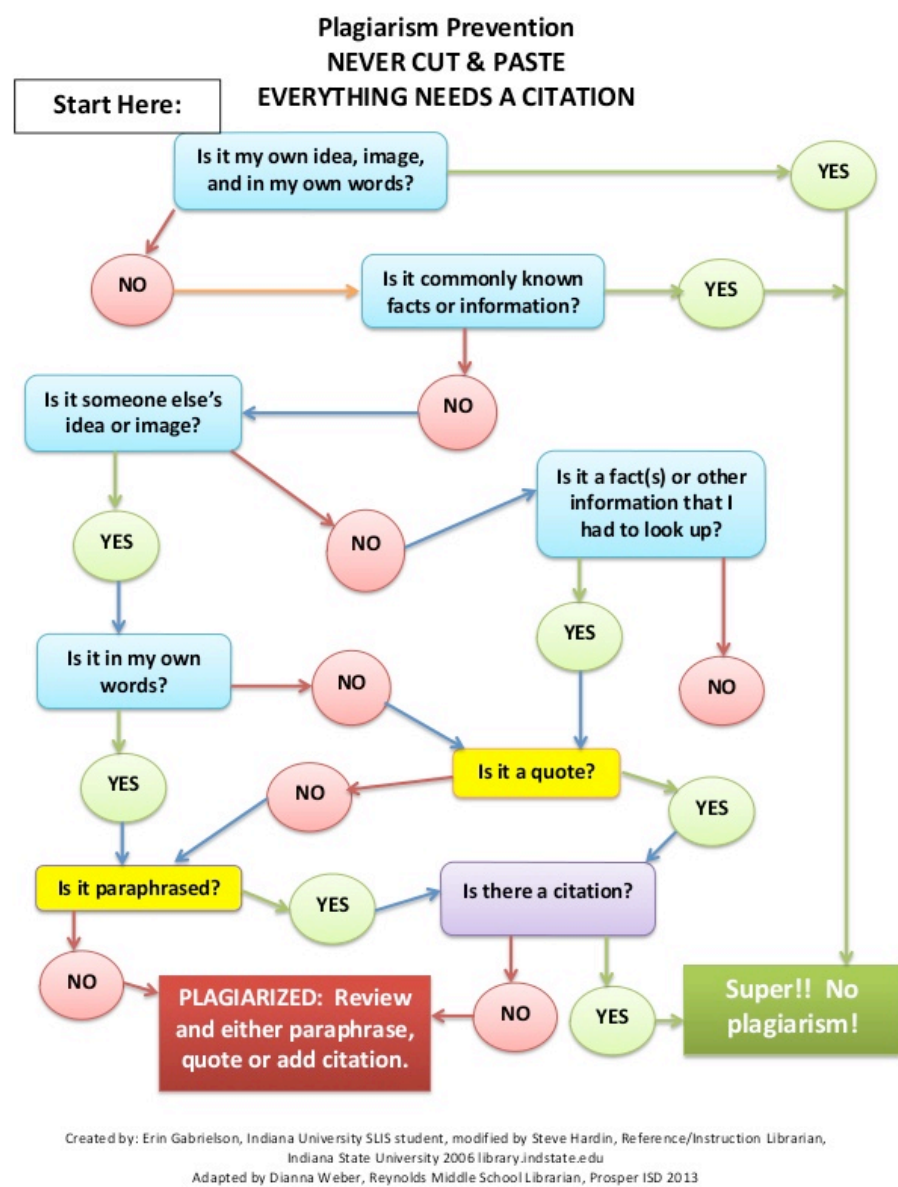 Plagiarism Prevention
NEVER CUT & PASTE
EVERYTHING NEEDS A CITATION
Start Here:
Is it my own idea, image,
and in my own words?
YES
NO
Is it commonly known
facts or information?
YES
NO
Is it someone else's
idea or image?
YES
NO
Is it a fact(s) or other
information that I
had to look up?
YES
NO
Is it in my own
words?
NO
YES
Is it a quote?
NO
YES
Is it paraphrased?
YES
Is there a citation?
NO
PLAGIARIZED: Review
and either paraphrase,
quote or add citation.
NO
YES
Super!! No
plagiarism!
Created by: Erin Gabrielson, Indiana University SLIS student, modified by Steve Hardin, Reference/Instruction Librarian,
Indiana State University 2006 library.indstate.edu
Adapted by Dianna Weber, Reynolds Middle School Librarian, Prosper ISD 2013